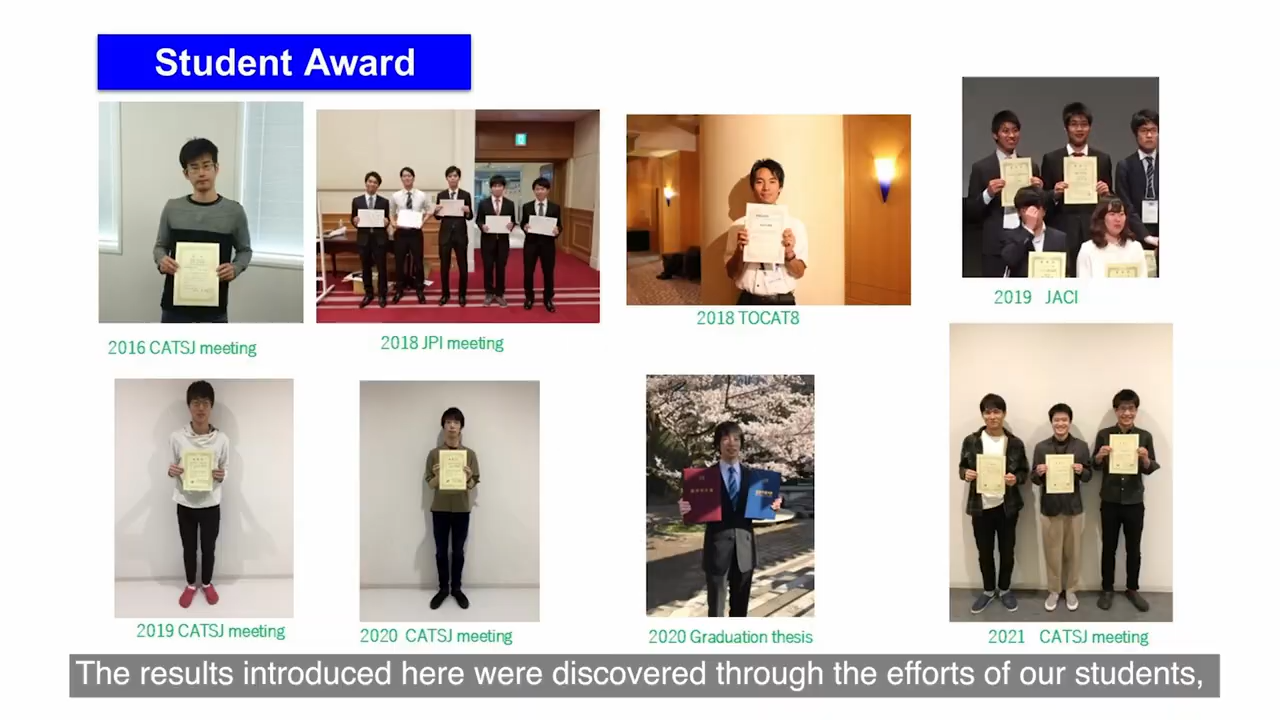 Student Award
2016 CATSJ meeting
2018 JPI meeting
2018 TOCAT8
2019 JACI
2019 CATSJ meeting
2020 CATSJ meeting
2020 Graduation thesis
2021 CATSJ meeting
The results introduced here were discovered through the efforts of our students,